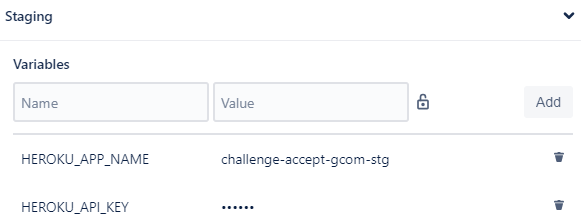 Staging
Variables
Name Value Add
HEROKU_APP_NAME challenge-accept-gcom-stg
HEROKU_API_KEY ••••••